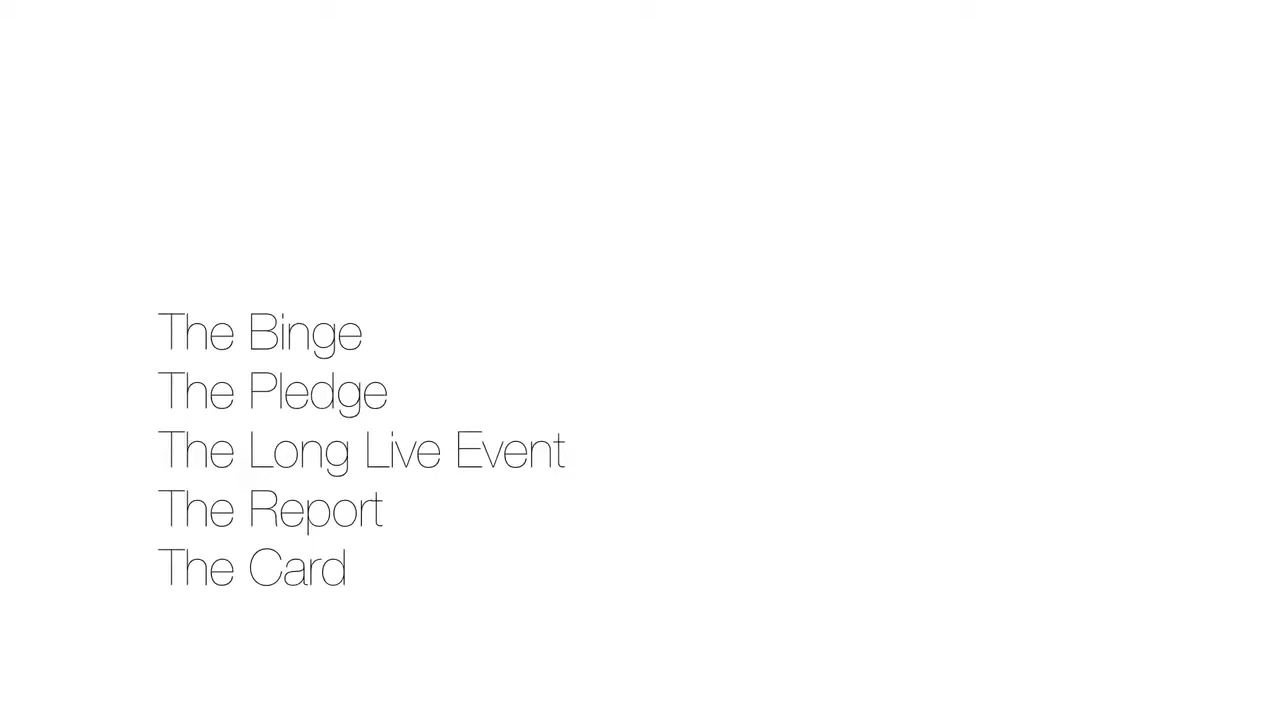 The Binge
The Pledge
The Long Live Event
The Report
The Card